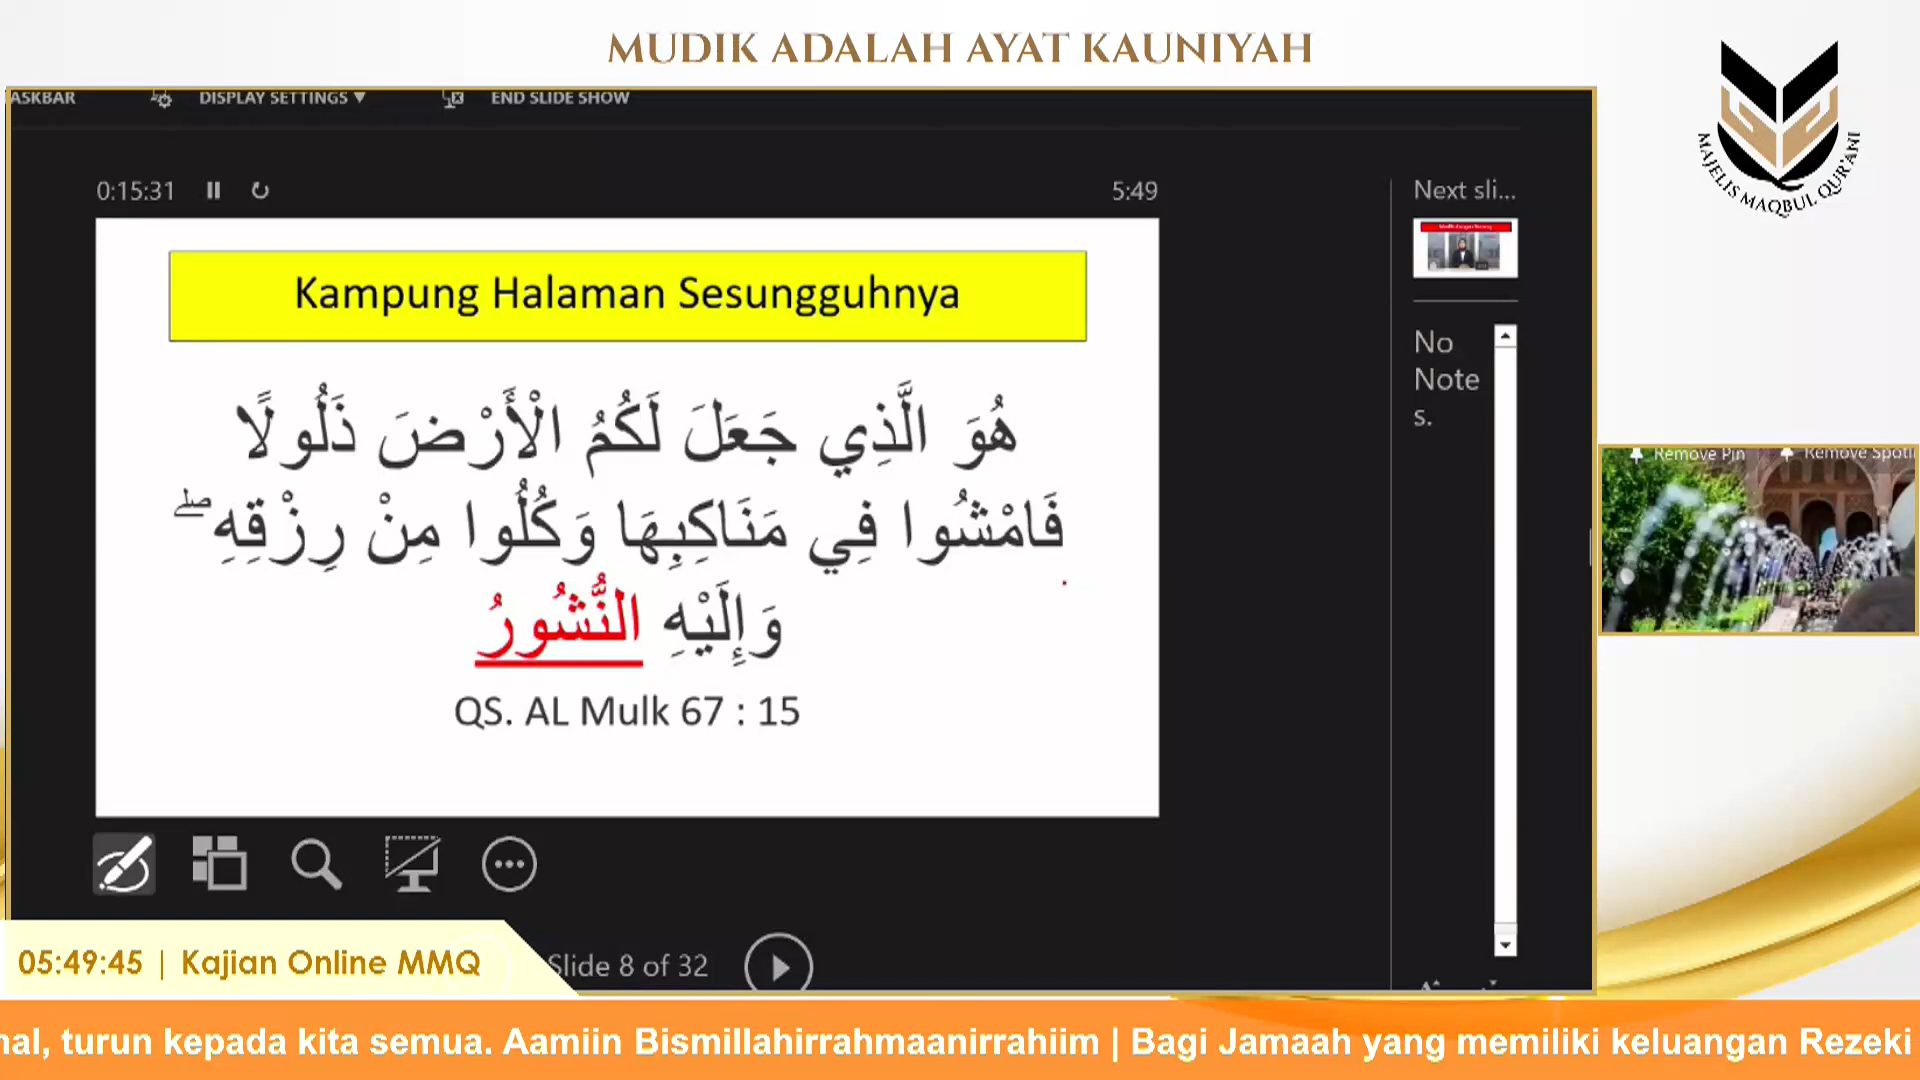 MUDIK ADALAH AYAT KAUNIYAH
ASKBAR
DISPLAY SETTINGS ▼
END SLIDE SHOW
MAJELIS MAQBUL QUR'ANI
0:15:31
5:49
Next sli...
Kampung Halaman Sesungguhnya
هُوَ الَّذِي جَعَلَ لَكُمُ الْأَرْضَ ذَلُولًا
فَامْشُوا فِي مَنَاكِبِهَا وَكُلُوا مِنْ رِزْقِهِ ۖ
وَإِلَيْهِ النُّشُورُ
QS. AL Mulk 67 : 15
No
Note
s.
Remove Pin
Remove Spotli
05:49:45 | Kajian Online MMQ
Slide 8 of 32
nal, turun kepada kita semua. Aamiin Bismillahirrahmaanirrahiim | Bagi Jamaah yang memiliki keluangan Rezeki